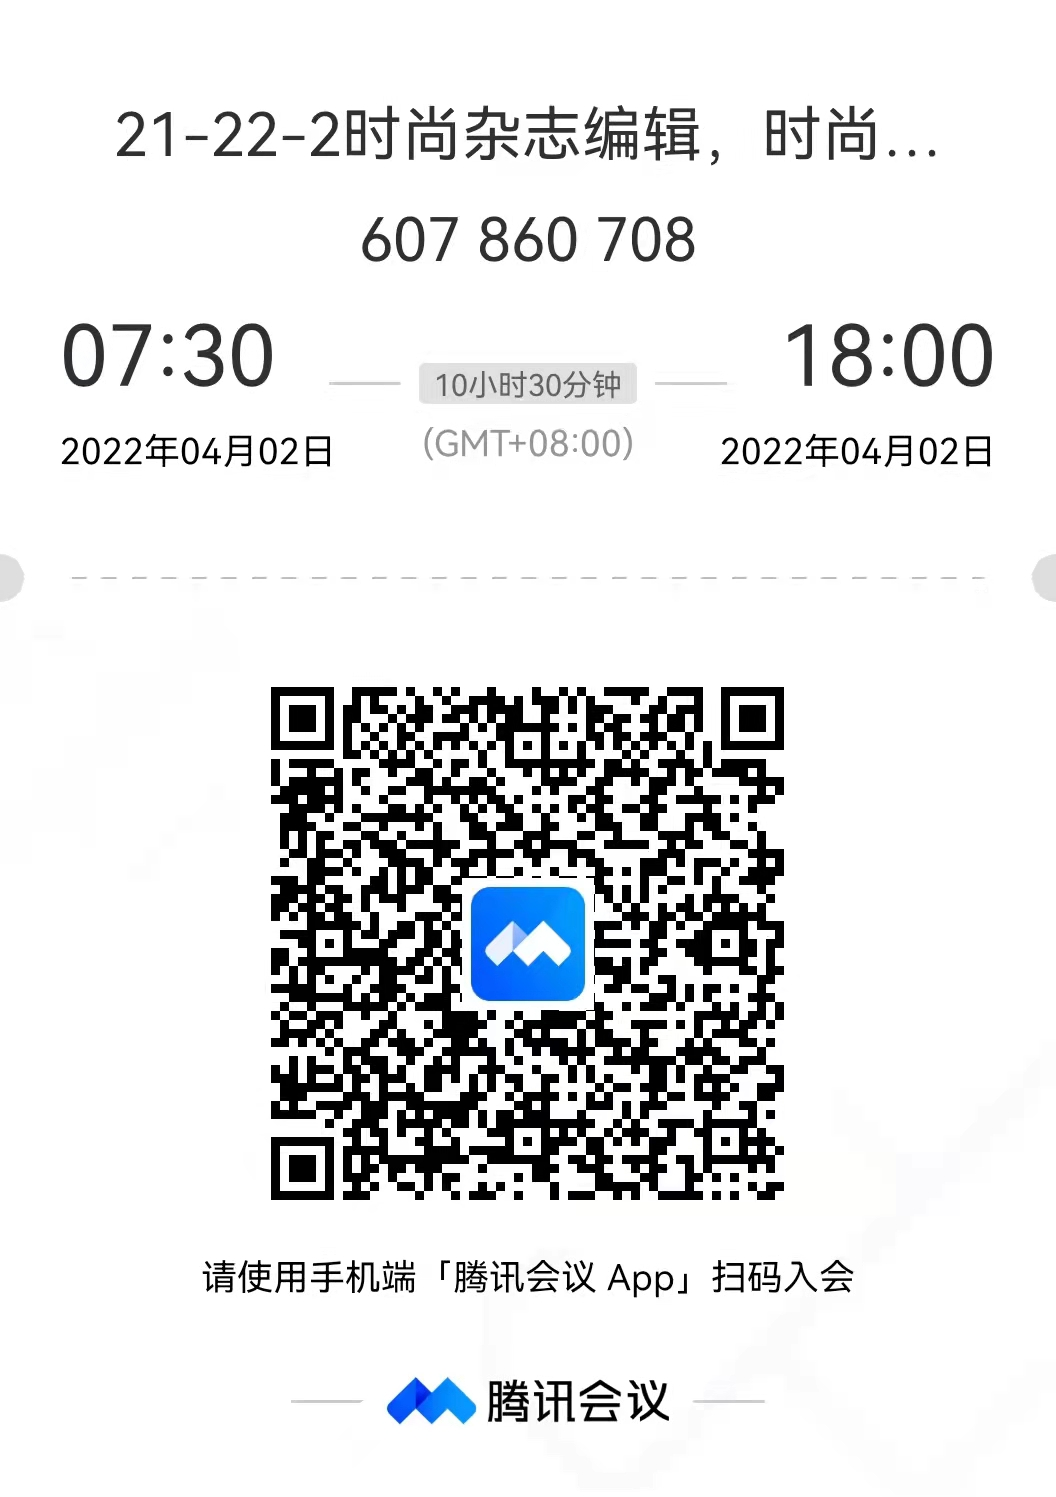 21-22-2时尚杂志编辑，时尚...
607 860 708
07:30
10小时30分钟
18:00
2022年04月02日
(GMT+08:00)
2022年04月02日
请使用手机端「腾讯会议 App」扫码入会
腾讯会议